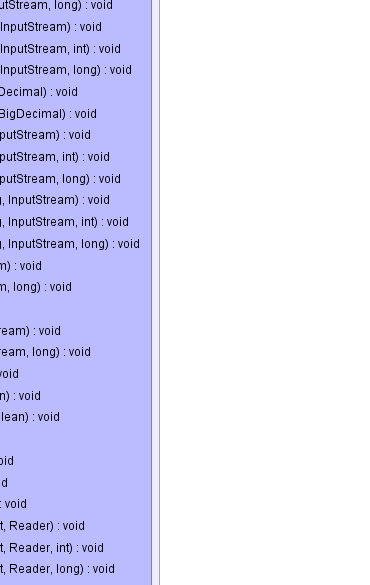 utStream, long) : void
InputStream) : void
InputStream, int) : void
InputStream, long) : void
Decimal) : void
BigDecimal) : void
putStream) : void
putStream, int) : void
putStream, long) : void
g, InputStream) : void
g, InputStream, int) : void
g, InputStream, long) : void
m) : void
m, long) : void
ream) : void
ream, long) : void
void
n) : void
lean) : void
oid
d
: void
t, Reader) : void
t, Reader, int) : void
t, Reader, long) : void